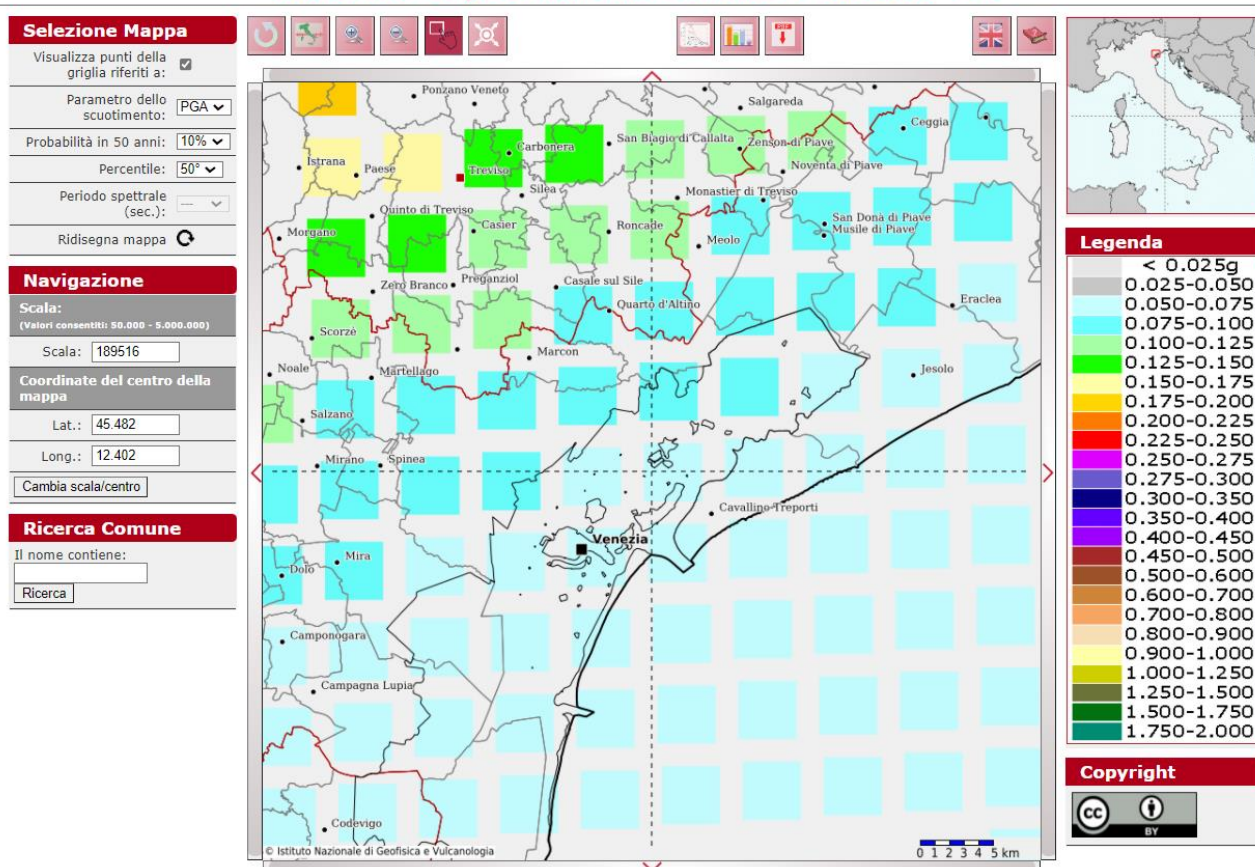 Selezione Mappa
Visualizza punti della
griglia riferiti a:
Parametro dello
scuotimento:
PGA
Probabilità in 50 anni:
10%
Percentile:
50°
Periodo spettrale
(sec.):
---
Ridisegna mappa
Navigazione
Scala:
(Valori consentiti: 50.000 - 5.000.000)
Scala:
189516
Coordinate del centro della
mappa
Lat.:
45.482
Long.:
12.402
Cambia scala/centro
Ricerca Comune
Il nome contiene:
Ricerca
PDF
Ponzano Veneto
Salgareda
Ceggia
Carbonera
San Biagio di Callalta
Zenson di Piave
Istrana
Paese
Treviso
Noventa di Piave
Silea
Monastier di Treviso
Quinto di Treviso
San Donà di Piave
Morgano
Casier
Roncade
Musile di Piave
Meolo
Zero Branco
Preganziol
Casale sul Sile
Quarto d'Altino
Eraclea
Scorzè
Marcon
Noale
Martellago
Jesolo
Salzano
Mirano
Spinea
Cavallino-Treporti
Venezia
Mira
Dolo
Camponogara
Campagna Lupia
Codevigo
© Istituto Nazionale di Geofisica e Vulcanologia
0 1 2 3 4 5 km
Legenda
< 0.025g
0.025-0.050
0.050-0.075
0.075-0.100
0.100-0.125
0.125-0.150
0.150-0.175
0.175-0.200
0.200-0.225
0.225-0.250
0.250-0.275
0.275-0.300
0.300-0.350
0.350-0.400
0.400-0.450
0.450-0.500
0.500-0.600
0.600-0.700
0.700-0.800
0.800-0.900
0.900-1.000
1.000-1.250
1.250-1.500
1.500-1.750
1.750-2.000
Copyright
cc
BY